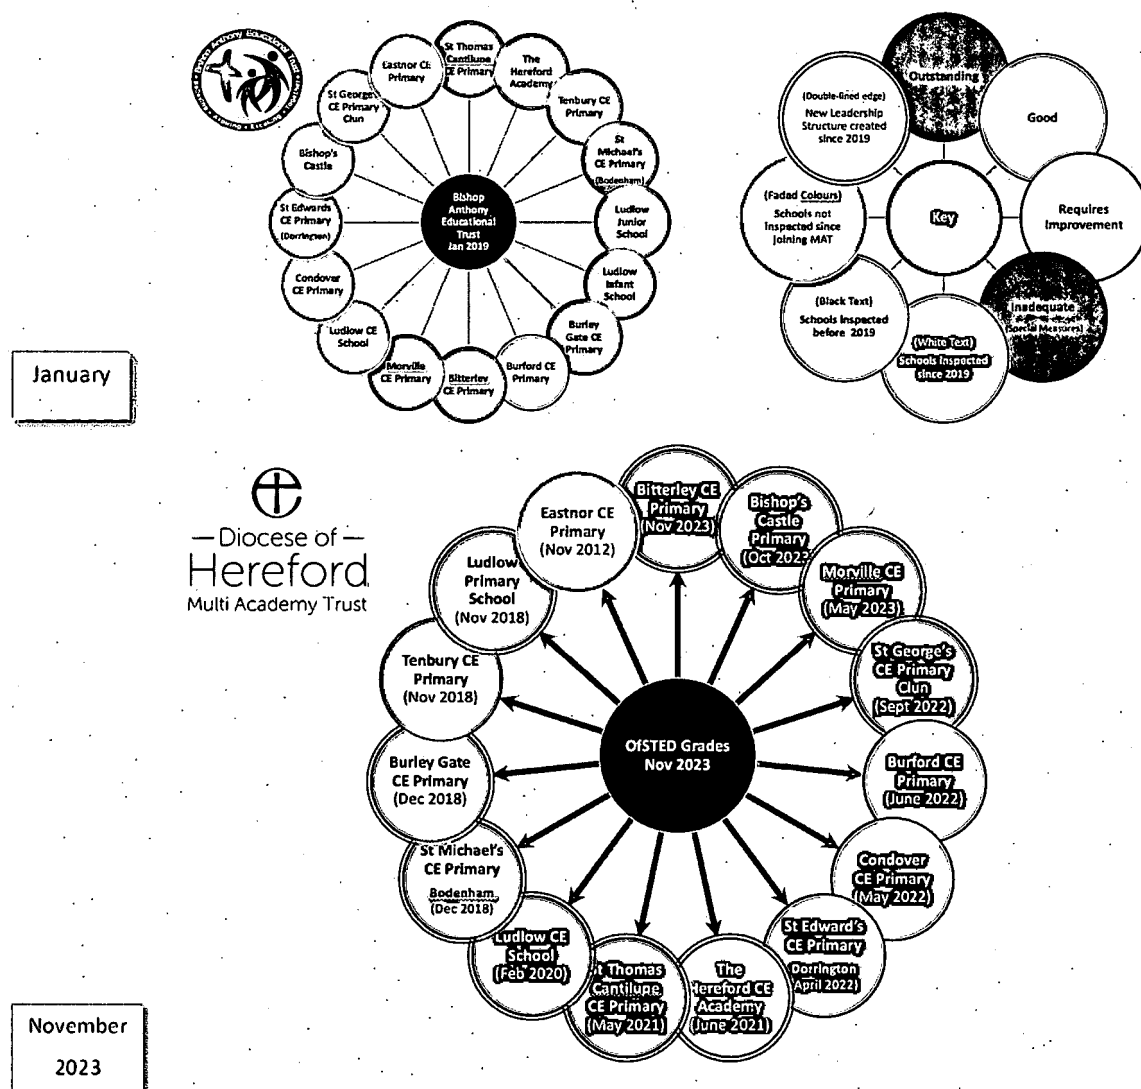 St Thomas
Cantilupe
CE Primary
The
Hereford
Academy
Tenbury CE
Primary
St
Michael's
CE Primary
(Bodenham)
Ludlow
Junior
School
Ludlow
Infant
School
Burley
Gate CE
Primary
Burford CE
Primary
Bitterley
CE Primary
Morville
CE Primary
Ludlow CE
School
Condover
CE Primary
St Edwards
CE Primary
(Dorrington)
Bishop's
Castle
St George's
CE Primary
Clun
Eastnor CE
Primary
Bishop
Anthony
Educational
Trust
Jan 2019
Outstanding
Good
Requires
Improvement
Inadequate
(Special Measures)
(White Text)
Schools inspected
since 2019
(Black Text)
Schools inspected
before 2019
(Faded Colours)
Schools not
inspected since
joining MAT
(Double-lined edge)
New Leadership
Structure created
since 2019
Key
January
Diocese of
Hereford
Multi Academy Trust
Bitterley CE
Primary
(Nov 2023)
Bishop's
Castle
Primary
(Oct 2023
Morville CE
Primary
(May 2023)
St George's
CE Primary
Clun
(Sept 2022)
Burford CE
Primary
(June 2022)
Condover
CE Primary
(May 2022)
St Edward's
CE Primary
Dorrington
(April 2022)
The
Hereford CE
Academy
(June 2021)
St Thomas
Cantilupe
CE Primary
(May 2021)
Ludlow CE
School
(Feb 2020)
St Michael's
CE Primary
Bodenham
(Dec 2018)
Burley Gate
CE Primary
(Dec 2018)
Tenbury CE
Primary
(Nov 2018)
Ludlow
Primary
School
(Nov 2018)
Eastnor CE
Primary
(Nov 2012)
OfSTED Grades
Nov 2023
November
2023